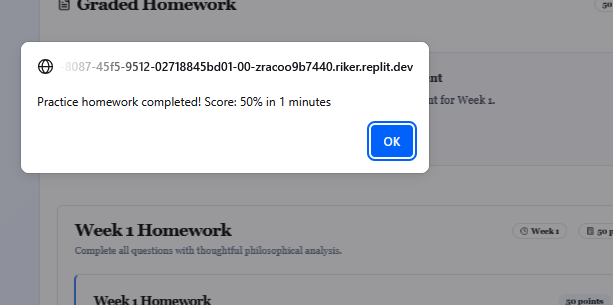 Graded Homework
50
-8087-45f5-9512-02718845bd01-00-zracoo9b7440.riker.replit.dev
Practice homework completed! Score: 50% in 1 minutes
OK
ent
ent for Week 1.
Week 1 Homework
Week 1
50 p
Complete all questions with thoughtful philosophical analysis.
Week 1 Homework
50 points